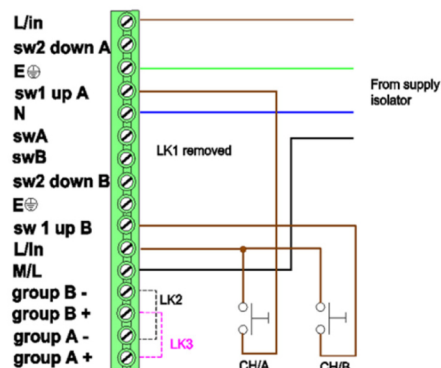 L/in
sw2 down A
E
sw1 up A
N
swA
swB
sw2 down B
E
sw 1 up B
L/In
M/L
group B -
group B +
group A -
group A +
From supply
isolator
LK1 removed
LK2
LK3
CH/A
CH/B